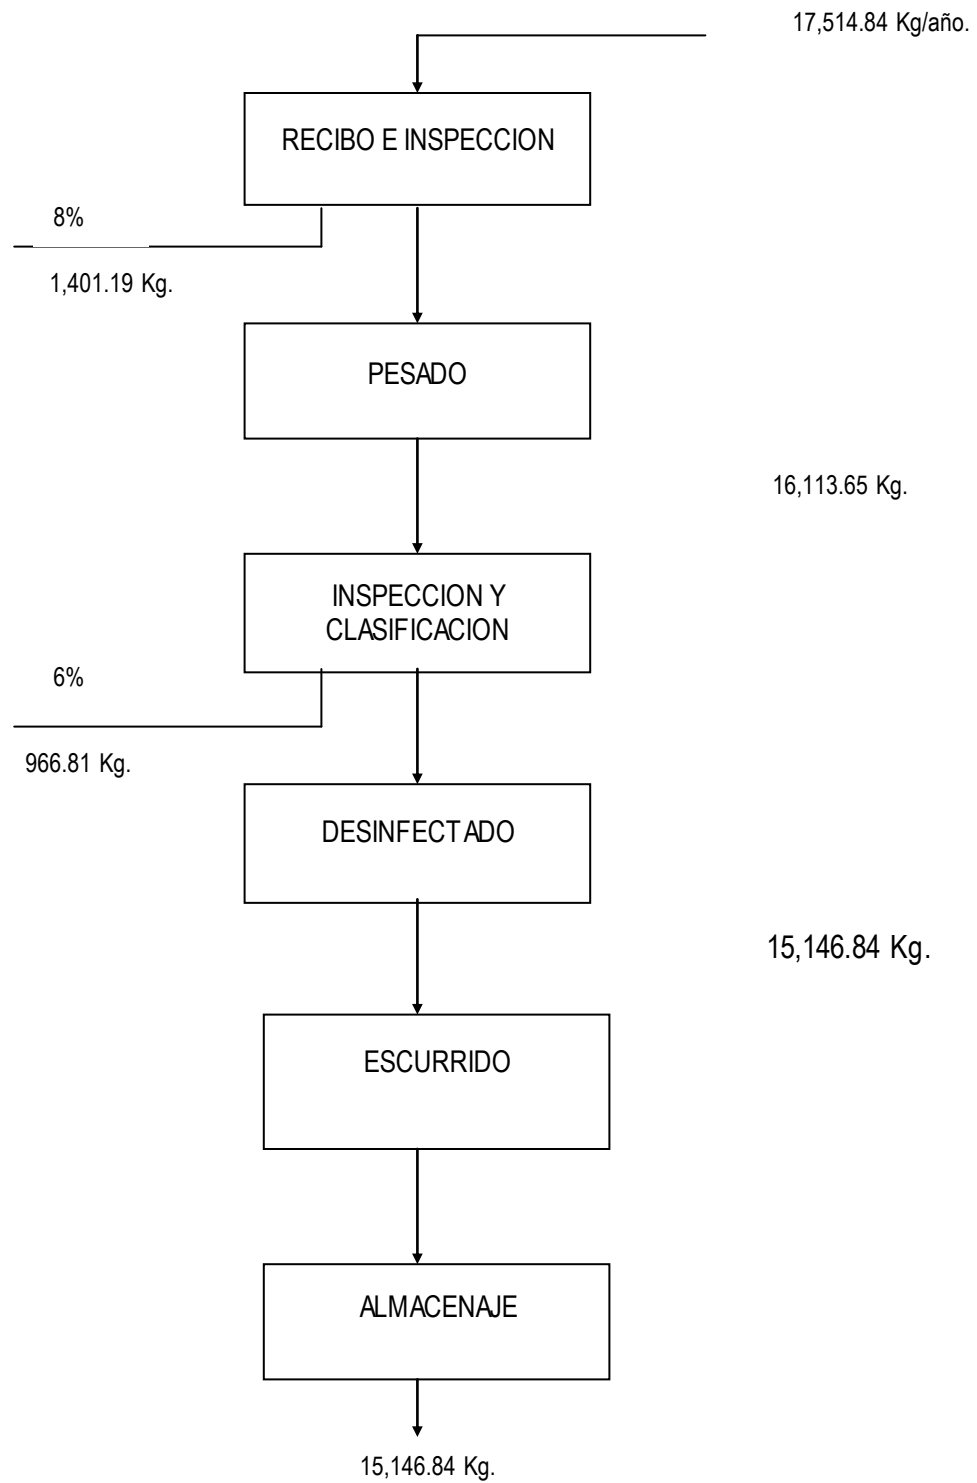 17,514.84 Kg/año.
RECIBO E INSPECCION
8%
1,401.19 Kg.
PESADO
16,113.65 Kg.
INSPECCION Y
CLASIFICACION
6%
966.81 Kg.
DESINFECTADO
15,146.84 Kg.
ESCURRIDO
ALMACENAJE
15,146.84 Kg.